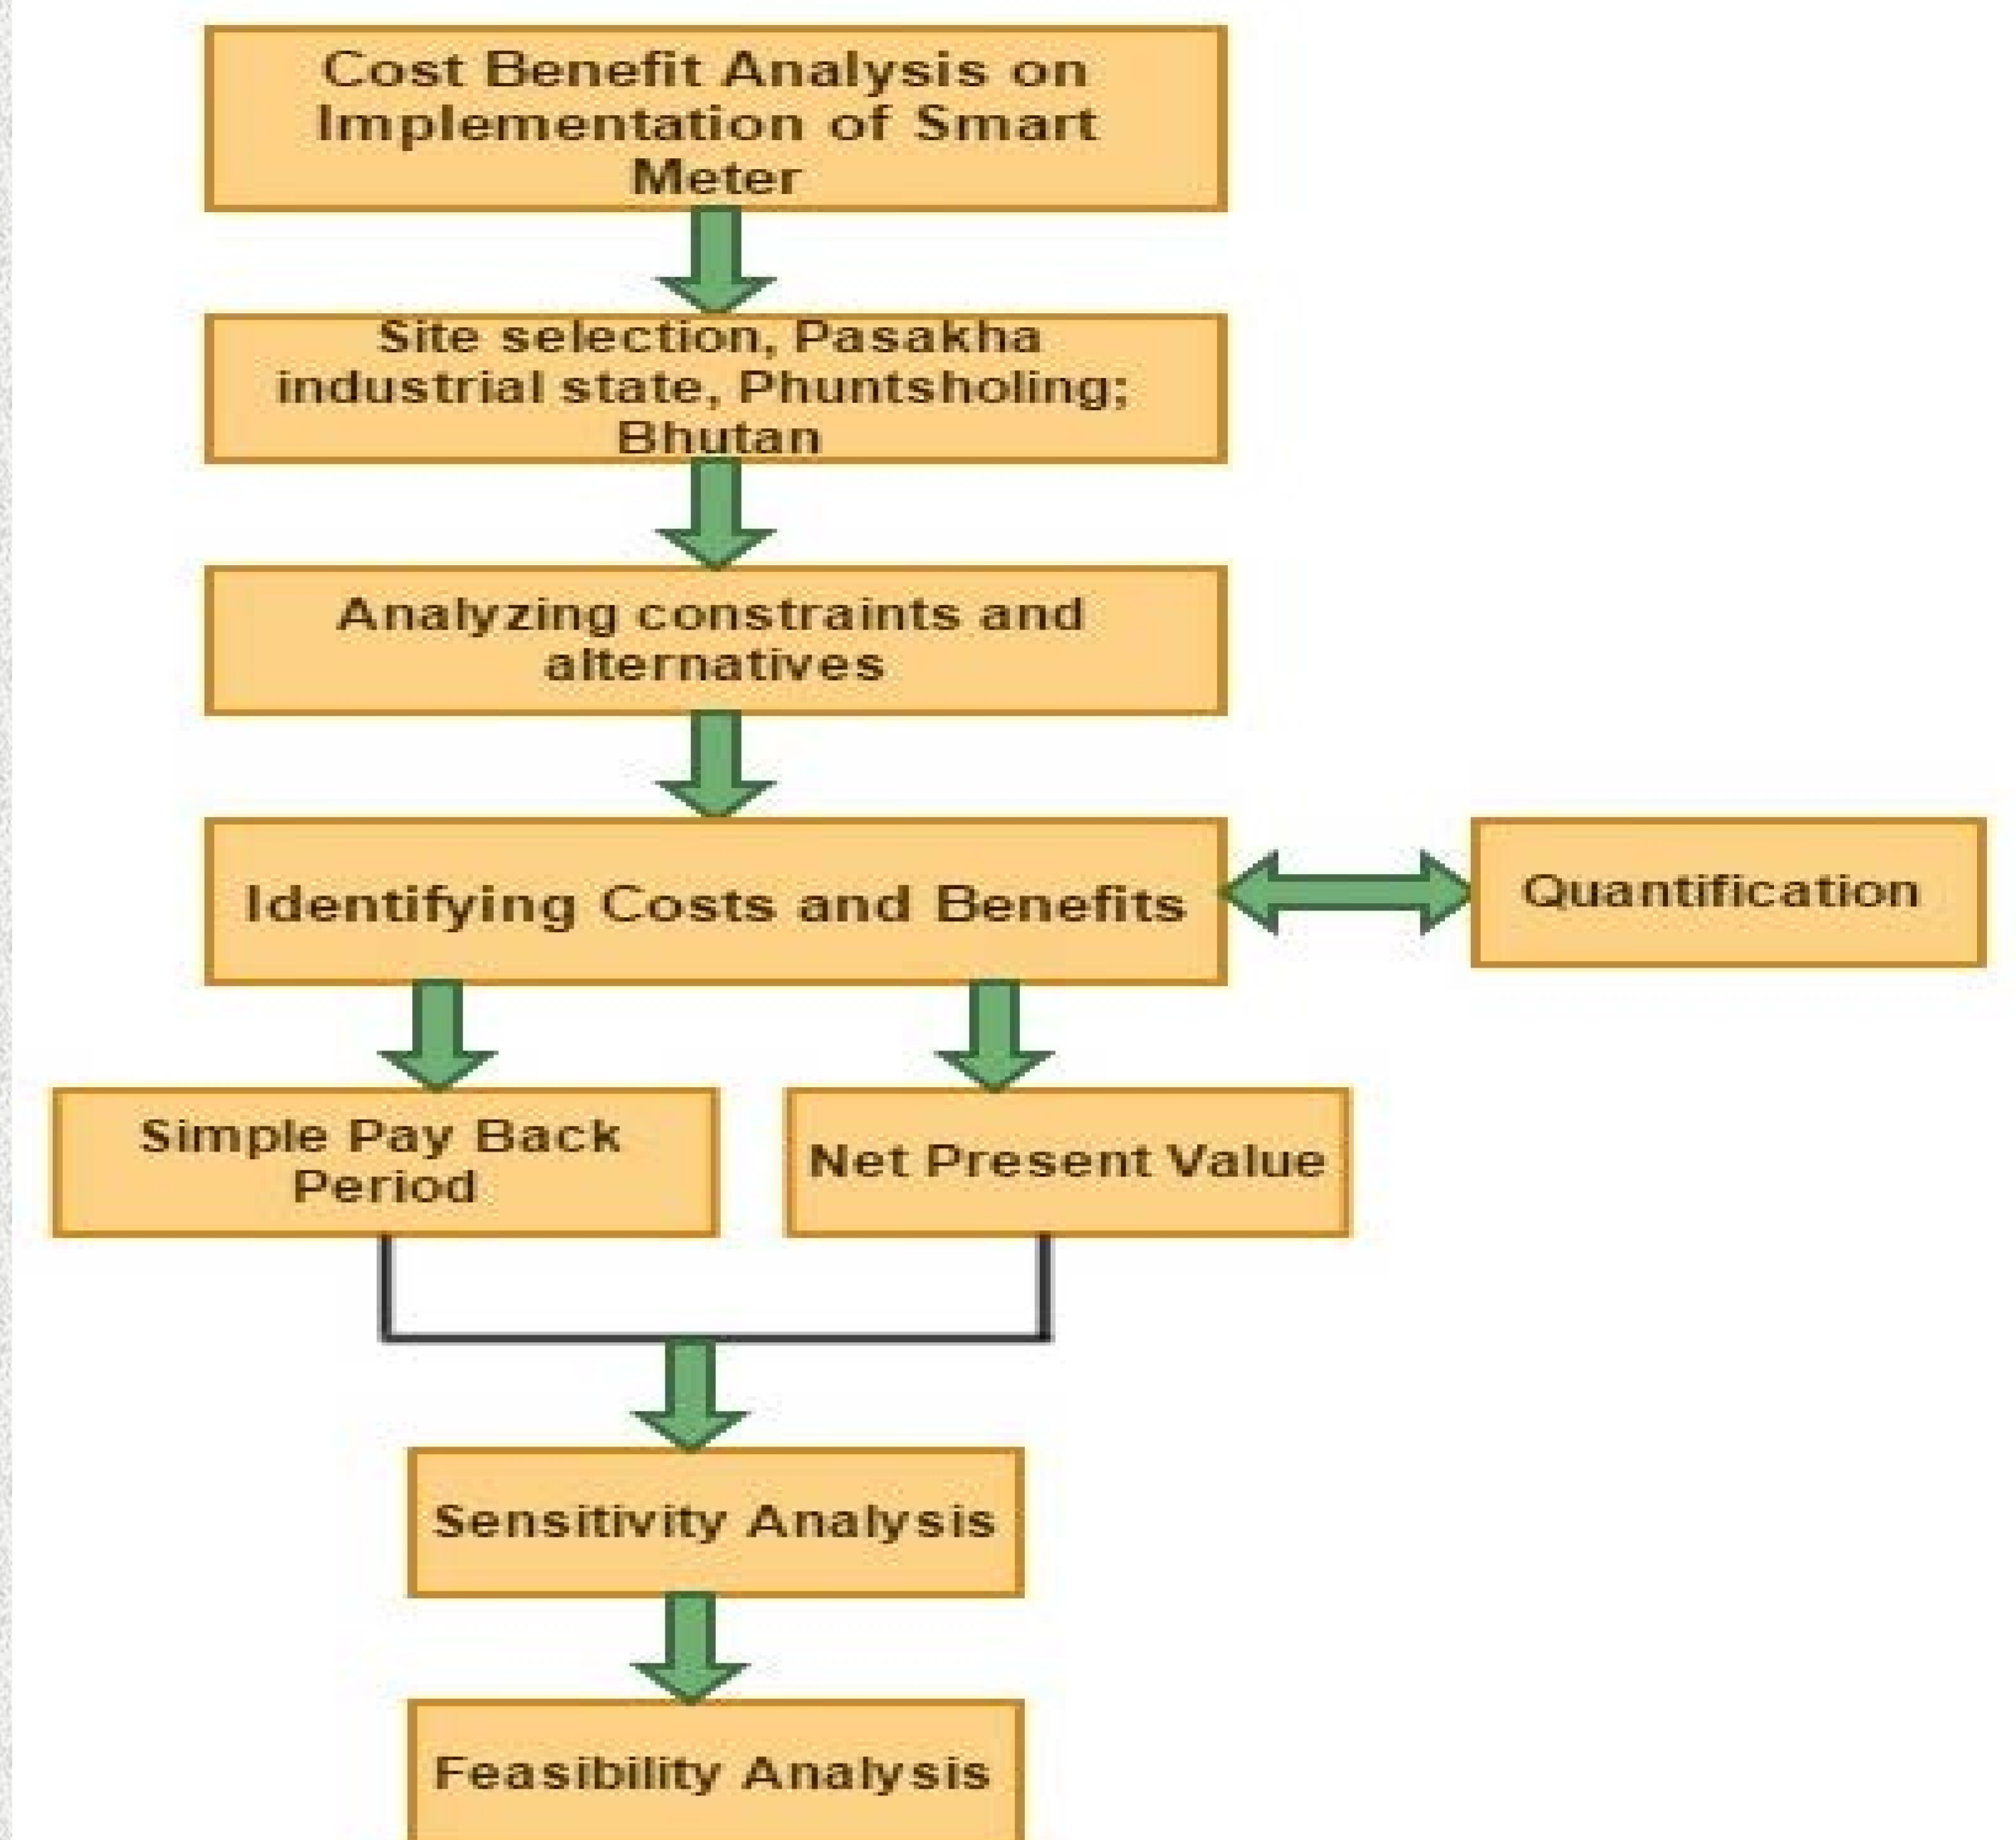 Cost Benefit Analysis on
Implementation of Smart
Meter
Site selection, Pasakha
industrial state, Phuntsholing;
Bhutan
Analyzing constraints and
alternatives
Identifying Costs and Benefits
Quantification
Simple Pay Back
Period
Net Present Value
Sensitivity Analysis
Feasibility Analysis